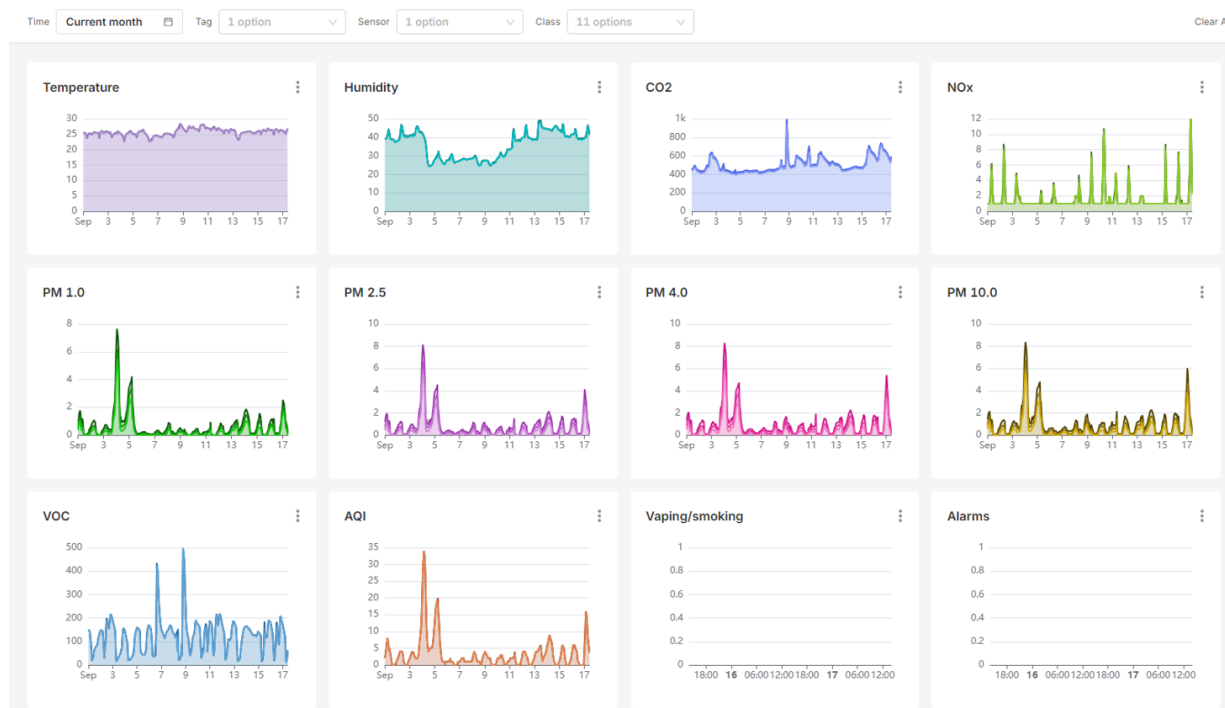 Time Current month Tag 1 option Sensor 1 option Class 11 options Clear A
Temperature
30
25
20
15
10
5
0
Sep 3 5 7 9 11 13 15 17
Humidity
50
40
30
20
10
0
Sep 3 5 7 9 11 13 15 17
CO2
1k
800
600
400
200
0
Sep 3 5 7 9 11 13 15 17
NOx
12
10
8
6
4
2
0
Sep 3 5 7 9 11 13 15 17
PM 1.0
8
6
4
2
0
Sep 3 5 7 9 11 13 15 17
PM 2.5
10
8
6
4
2
0
Sep 3 5 7 9 11 13 15 17
PM 4.0
10
8
6
4
2
0
Sep 3 5 7 9 11 13 15 17
PM 10.0
10
8
6
4
2
0
Sep 3 5 7 9 11 13 15 17
VOC
500
400
300
200
100
0
Sep 3 5 7 9 11 13 15 17
AQI
35
30
25
20
15
10
5
0
Sep 3 5 7 9 11 13 15 17
Vaping/smoking
1
0.8
0.6
0.4
0.2
0
18:00 16 06:00 12:00 18:00 17 06:00 12:00
Alarms
1
0.8
0.6
0.4
0.2
0
18:00 16 06:00 12:00 18:00 17 06:00 12:00